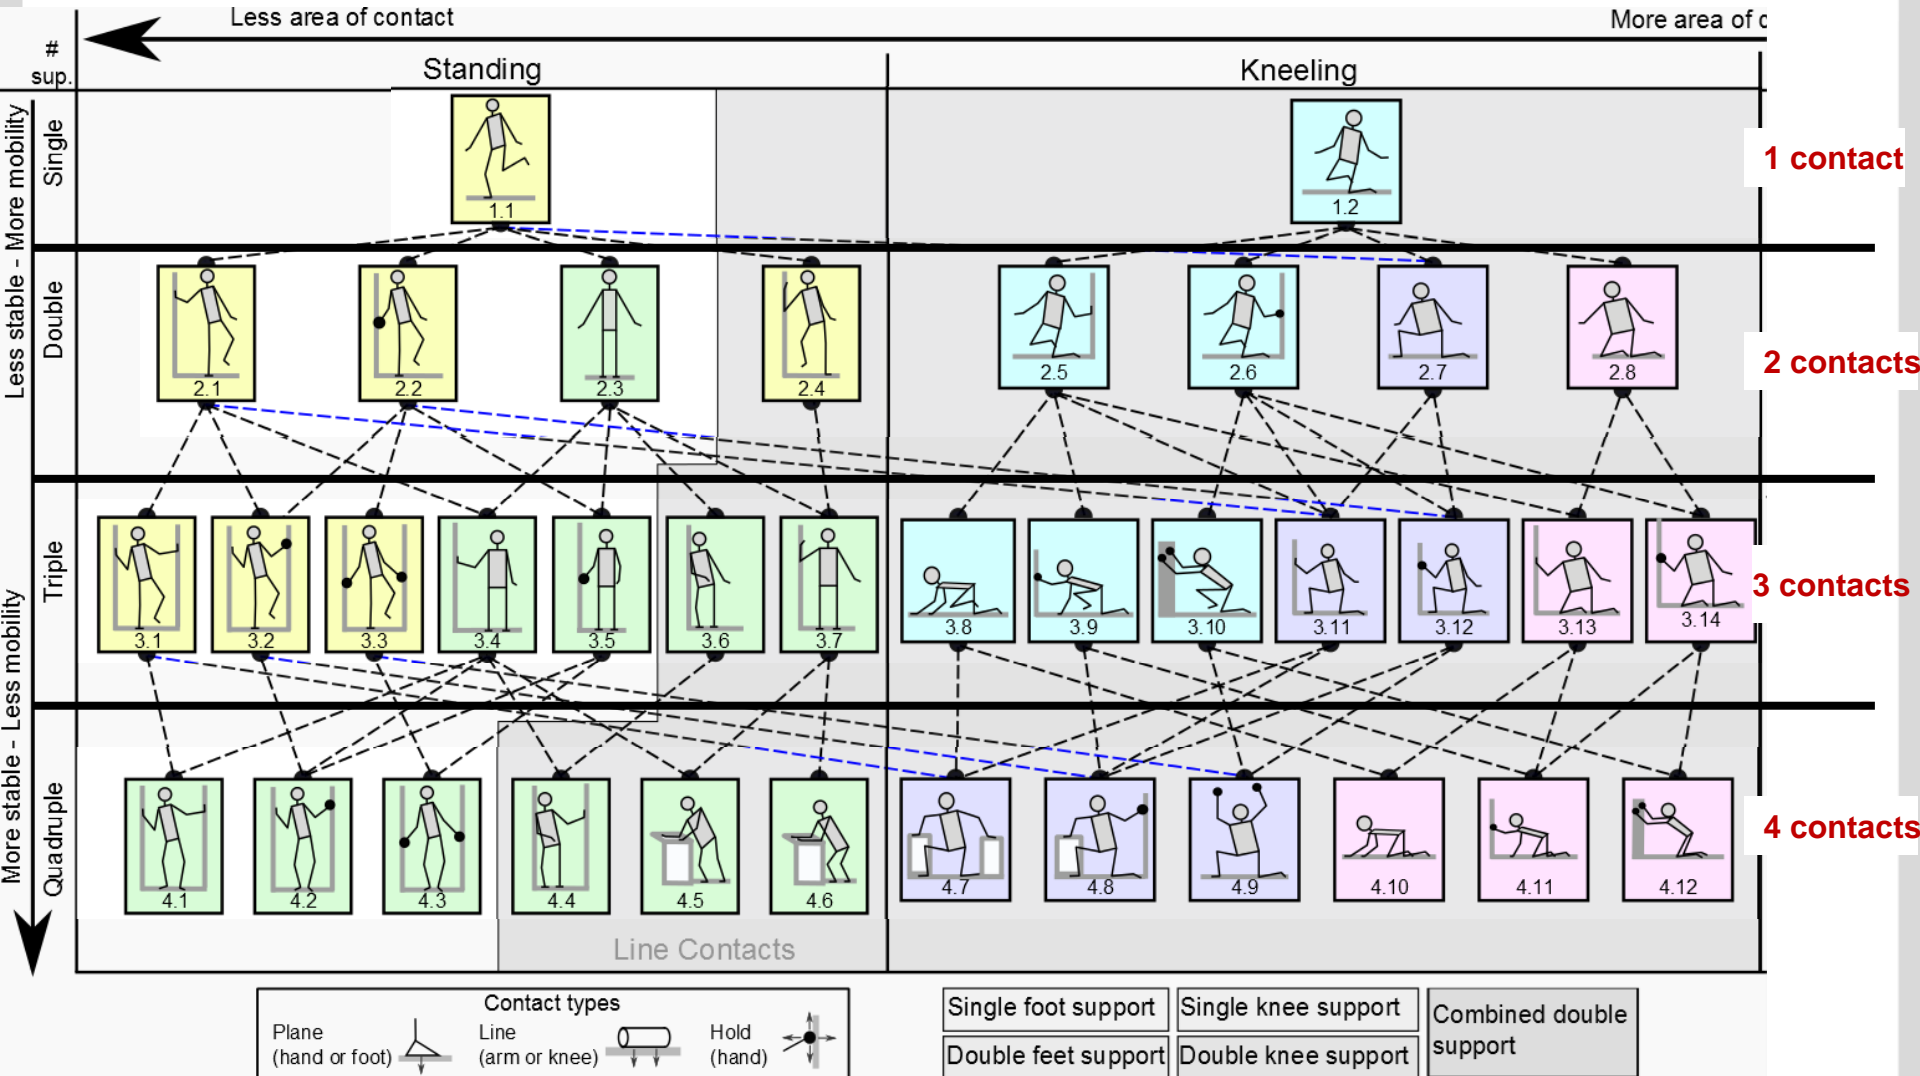 Less area of contact
More area of
#
sup.
Standing
Kneeling
Less stable - More mobility
More stable - Less mobility
Single
1.1
1.2
1 contact
Double
2.1
2.2
2.3
2.4
2.5
2.6
2.7
2.8
2 contacts
Triple
3.1
3.2
3.3
3.4
3.5
3.6
3.7
3.8
3.9
3.10
3.11
3.12
3.13
3.14
3 contacts
Quadruple
4.1
4.2
4.3
4.4
4.5
4.6
4.7
4.8
4.9
4.10
4.11
4.12
4 contacts
Line Contacts
Contact types
Plane
(hand or foot)
Line
(arm or knee)
Hold
(hand)
Single foot support
Single knee support
Combined double
support
Double feet support
Double knee support